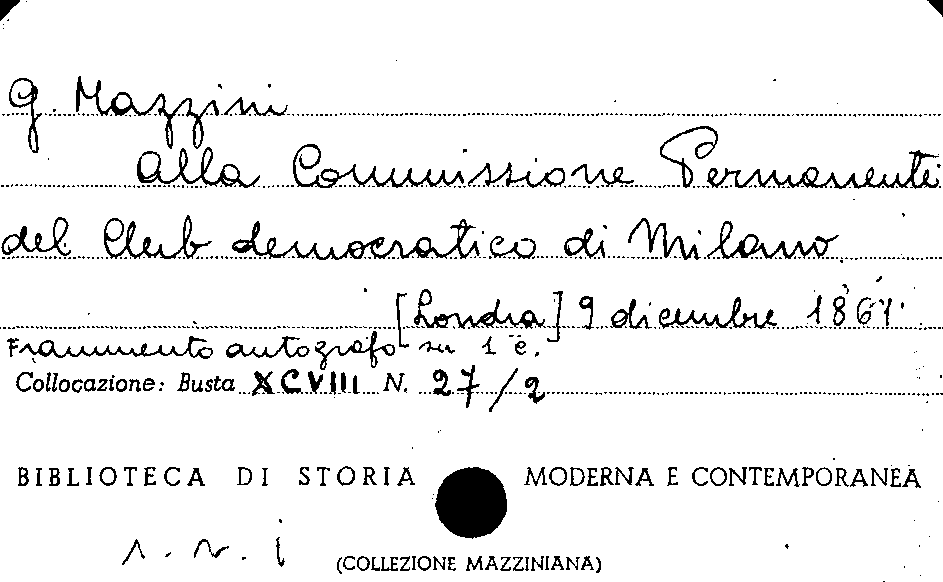 G. Mazzini
Alla Commissione Permanente
del Club democratico di Milano
[Londra] 9 dicembre 1861.
Frammento autografo su 1 c.
Collocazione: Busta XCVIII N. 27/2
BIBLIOTECA DI STORIA MODERNA E CONTEMPORANEA
(COLLEZIONE MAZZINIANA)